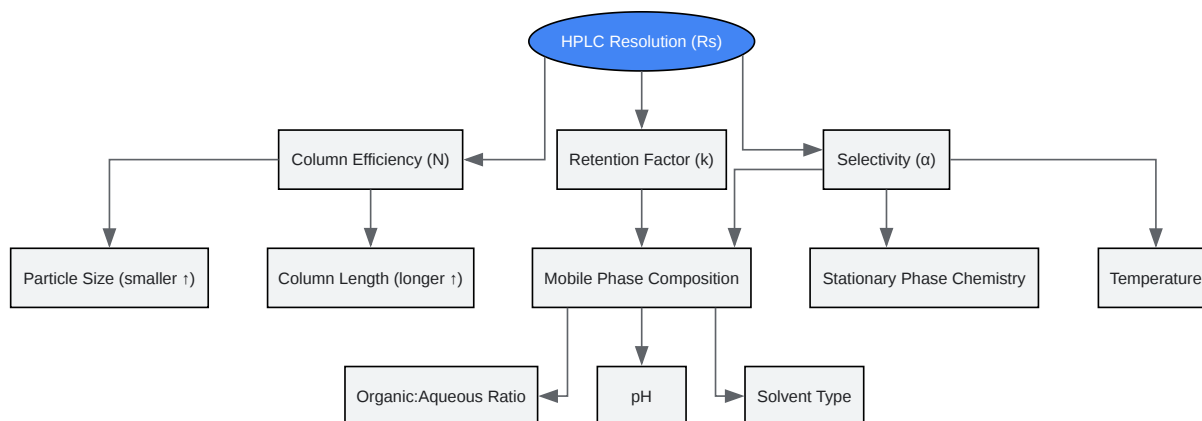 HPLC Resolution (Rs)
Column Efficiency (N)
Retention Factor (k)
Selectivity (α)
Particle Size (smaller ↑)
Column Length (longer ↑)
Mobile Phase Composition
Stationary Phase Chemistry
Temperature
Organic:Aqueous Ratio
pH
Solvent Type